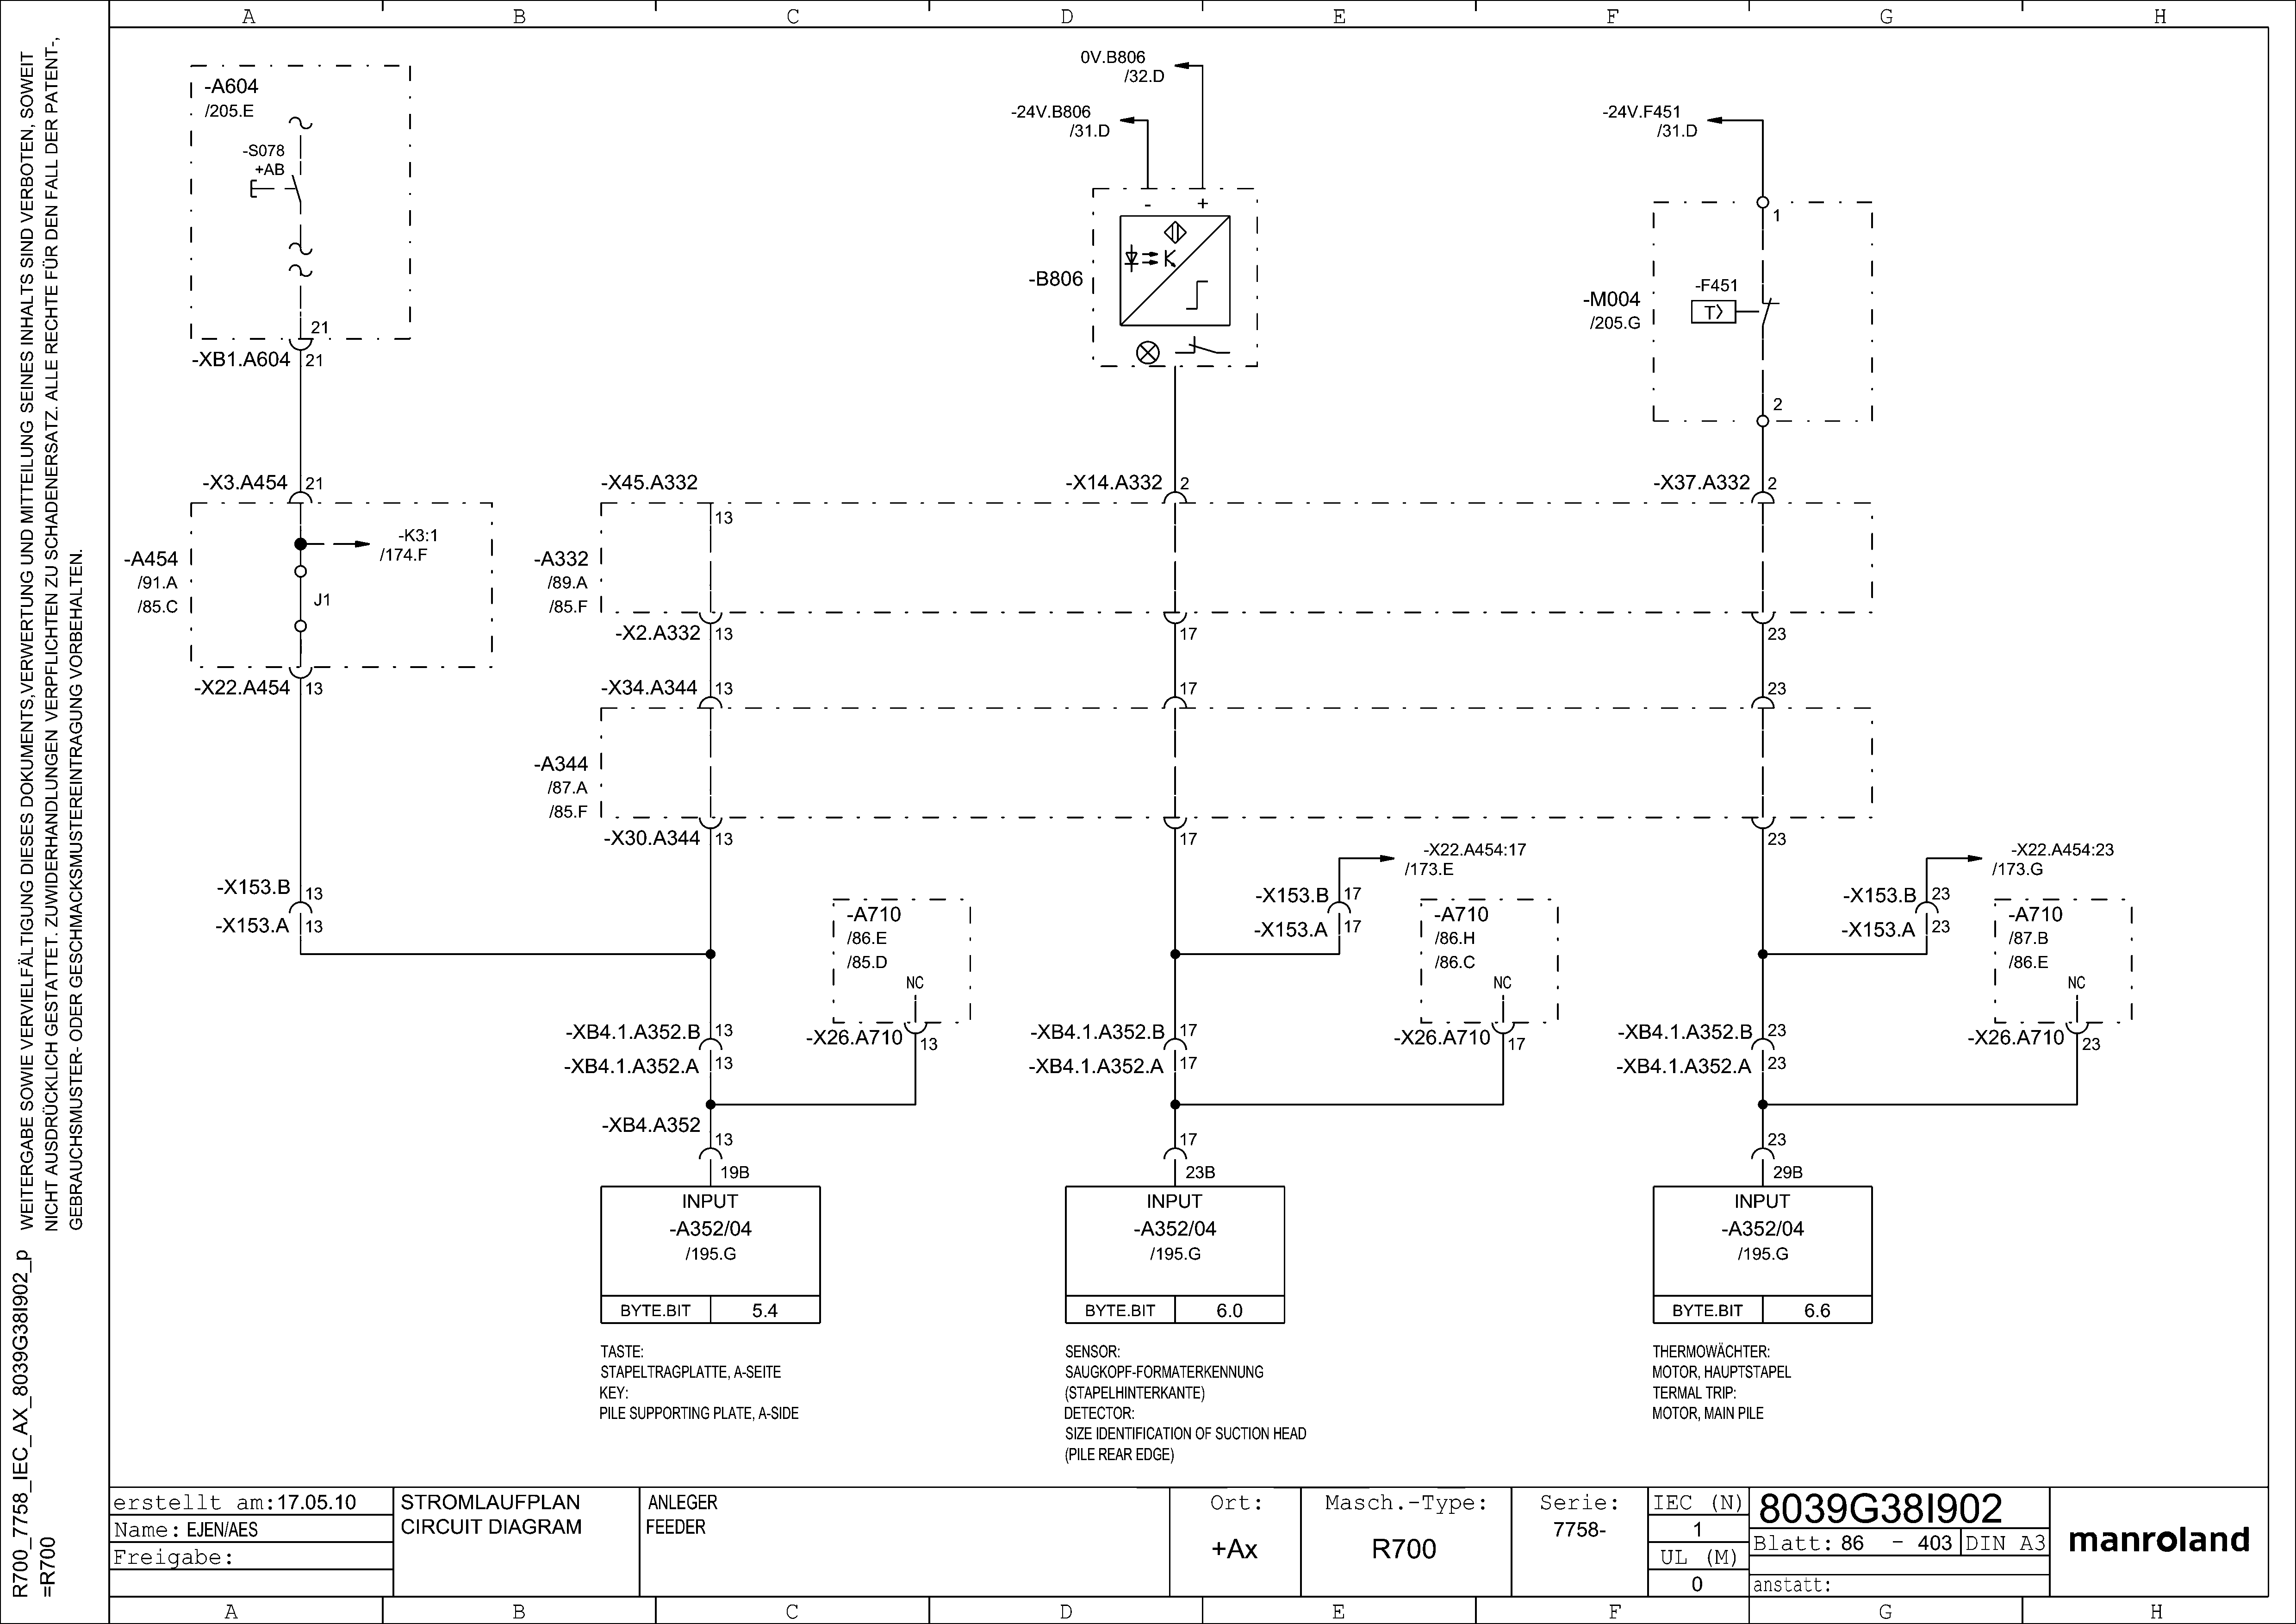 A B C D E F G H
WEITERGABE SOWIE VERVIELFÄLTIGUNG DIESES DOKUMENTS,VERWERTUNG UND MITTEILUNG SEINES INHALTS SIND VERBOTEN, SOWEIT
NICHT AUSDRÜCKLICH GESTATTET. ZUWIDERHANDLUNGEN VERPFLICHTEN ZU SCHADENERSATZ. ALLE RECHTE FÜR DEN FALL DER PATENT-,
GEBRAUCHSMUSTER- ODER GESCHMACKSMUSTEREINTRAGUNG VORBEHALTEN.
R700_7758_IEC_AX_8039G38I902_p
=R700
-A604
/205.E
-S078
+AB
21
-XB1.A604 21
0V.B806
/32.D
-24V.B806
/31.D
- +
-B806
-24V.F451
/31.D
1
-F451
T>
-M004
/205.G
2
-X3.A454 21
-K3:1
/174.F
-A454
/91.A
/85.C
J1
-X22.A454 13
-X45.A332
13
-X14.A332 2
-X37.A332 2
-A332
/89.A
/85.F
-X2.A332 13 17 23
-X34.A344 13 17 23
-A344
/87.A
/85.F
-X30.A344 13 17 23
-X153.B 13
-X153.A 13
-X22.A454:17
/173.E
-X153.B 17
-X153.A 17
-X22.A454:23
/173.G
-X153.B 23
-X153.A 23
-A710
/86.E
/85.D
NC
-X26.A710 13
-A710
/86.H
/86.C
NC
-X26.A710 17
-A710
/87.B
/86.E
NC
-X26.A710 23
-XB4.1.A352.B 13
-XB4.1.A352.A 13
-XB4.1.A352.B 17
-XB4.1.A352.A 17
-XB4.1.A352.B 23
-XB4.1.A352.A 23
-XB4.A352
13 17 23
19B
INPUT
-A352/04
/195.G
BYTE.BIT 5.4
TASTE:
STAPELTRAGPLATTE, A-SEITE
KEY:
PILE SUPPORTING PLATE, A-SIDE
23B
INPUT
-A352/04
/195.G
BYTE.BIT 6.0
SENSOR:
SAUGKOPF-FORMATERKENNUNG
(STAPELHINTERKANTE)
DETECTOR:
SIZE IDENTIFICATION OF SUCTION HEAD
(PILE REAR EDGE)
29B
INPUT
-A352/04
/195.G
BYTE.BIT 6.6
THERMOWÄCHTER:
MOTOR, HAUPTSTAPEL
TERMAL TRIP:
MOTOR, MAIN PILE
erstellt am:17.05.10
Name: EJEN/AES
Freigabe:
STROMLAUFPLAN
CIRCUIT DIAGRAM
ANLEGER
FEEDER
Ort:
+Ax
Masch.-Type:
R700
Serie:
7758-
IEC (N)
1
UL (M)
0
8039G38I902
Blatt: 86 - 403 DIN A3
anstatt:
manroland
A B C D E F G H